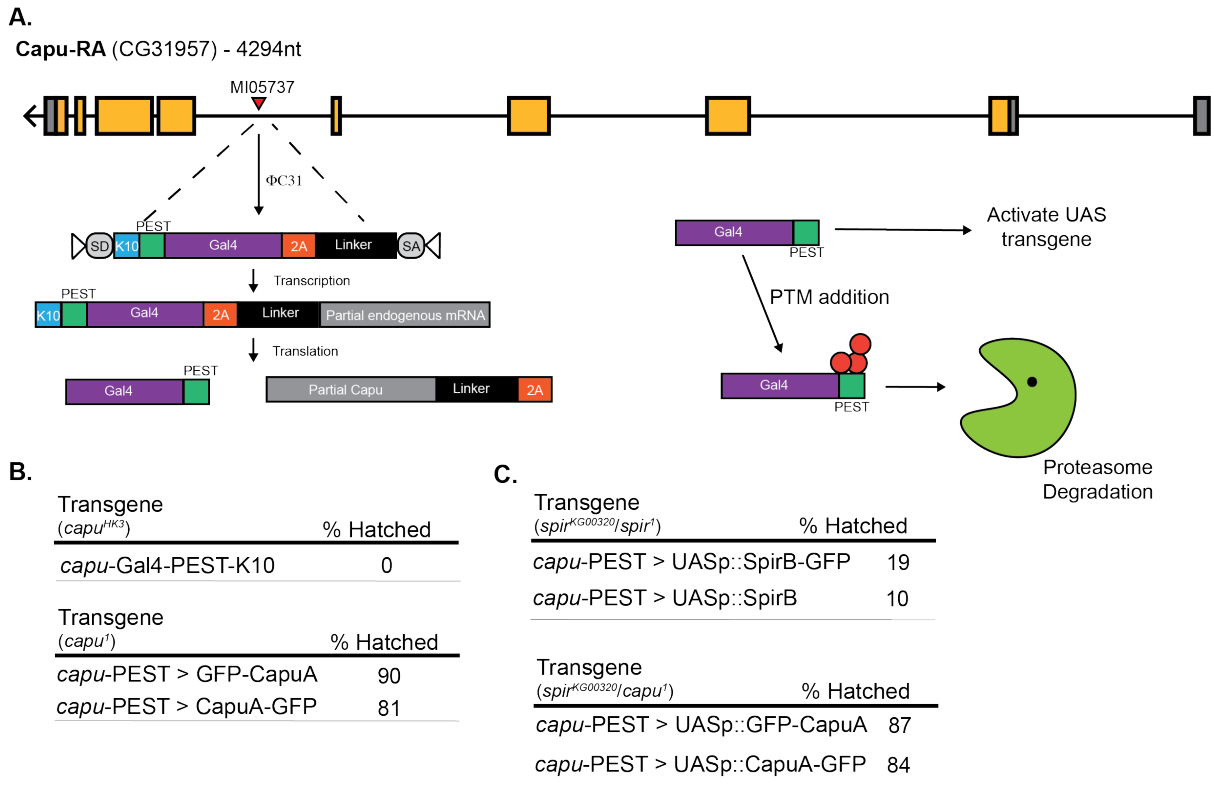 A.
Capu-RA (CG31957) - 4294nt
MI05737
ΦC31
PEST
SD K10 Gal4 2A Linker SA
Transcription
PEST
K10 Gal4 2A Linker Partial endogenous mRNA
Translation
PEST
Gal4
Partial Capu Linker 2A
Gal4
PEST
Activate UAS
transgene
PTM addition
Gal4
PEST
Proteasome
Degradation
B.
Transgene
(capuHK3) % Hatched
capu-Gal4-PEST-K10 0
Transgene
(capu1) % Hatched
capu-PEST > GFP-CapuA 90
capu-PEST > CapuA-GFP 81
C.
Transgene
(spirKG00320/spir1) % Hatched
capu-PEST > UASp::SpirB-GFP 19
capu-PEST > UASp::SpirB 10
Transgene
(spirKG00320/capu1) % Hatched
capu-PEST > UASp::GFP-CapuA 87
capu-PEST > UASp::CapuA-GFP 84